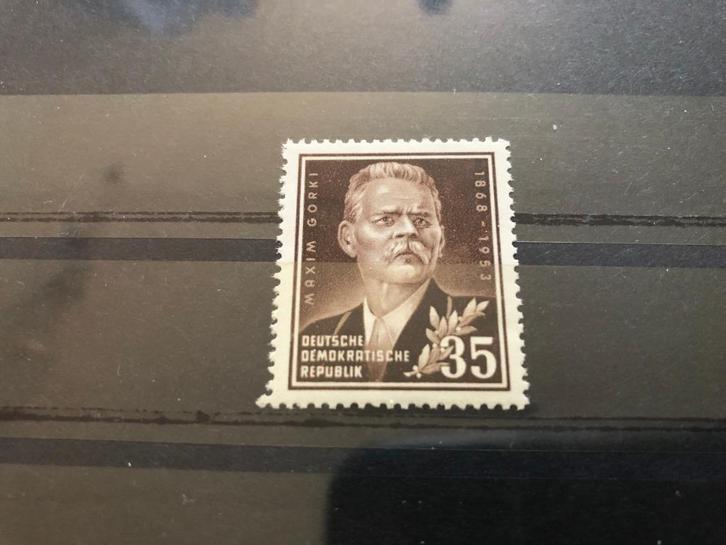 MAXIM GORKI
1868-1953
DEUTSCHE
DEMOKRATISCHE
REPUBLIK
35